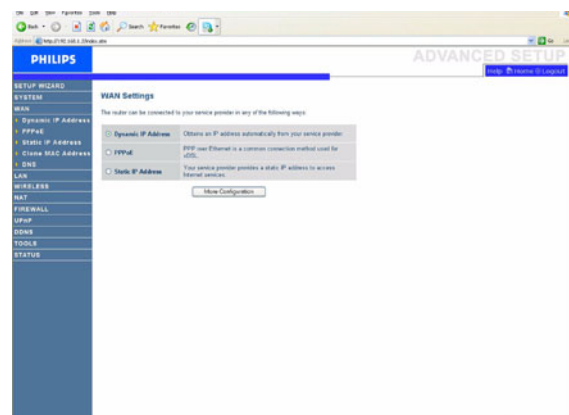 Search Favorites
PHILIPS
ADVANCED SETUP
Help Home Logout
SETUP WIZARD
SYSTEM
WAN
Dynamic IP Address
PPPoE
Static IP Address
Clone MAC Address
DNS
LAN
WIRELESS
NAT
FIREWALL
UPnP
DDNS
TOOLS
STATUS
WAN Settings
The router can be connected to your service provider in any of the following ways:
Dynamic IP Address Obtains an IP address automatically from your service provider.
PPPoE PPP over Ethernet is a common connection method used for xDSL.
Static IP Address Your service provider provides a static IP address to access Internet services.
More Configuration